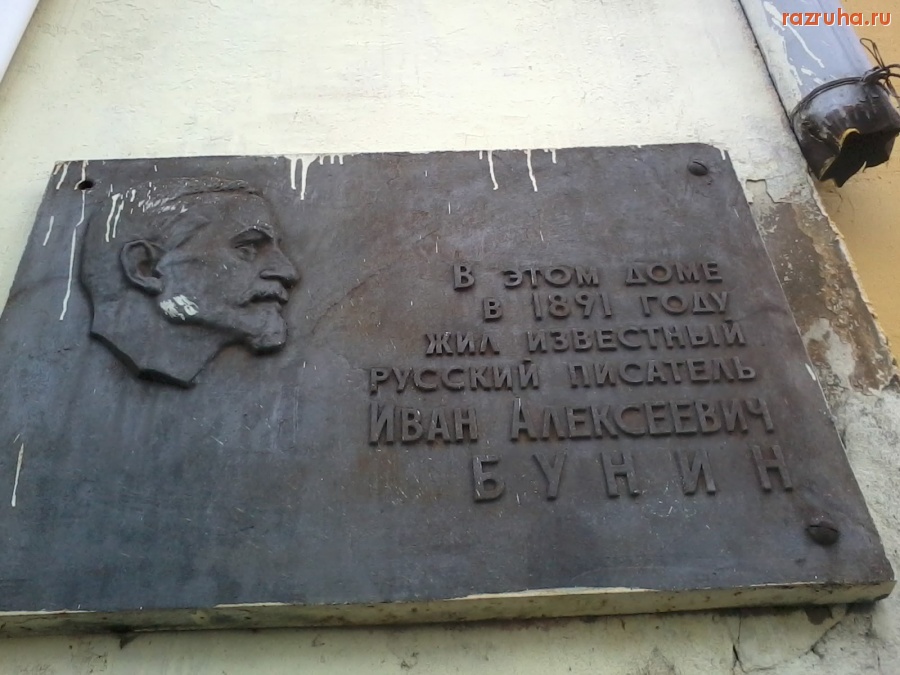 razruha.ru
В ЭТОМ ДОМЕ
В 1891 ГОДУ
ЖИЛ ИЗВЕСТНЫЙ
РУССКИЙ ПИСАТЕЛЬ
ИВАН АЛЕКСЕЕВИЧ
БУНИН